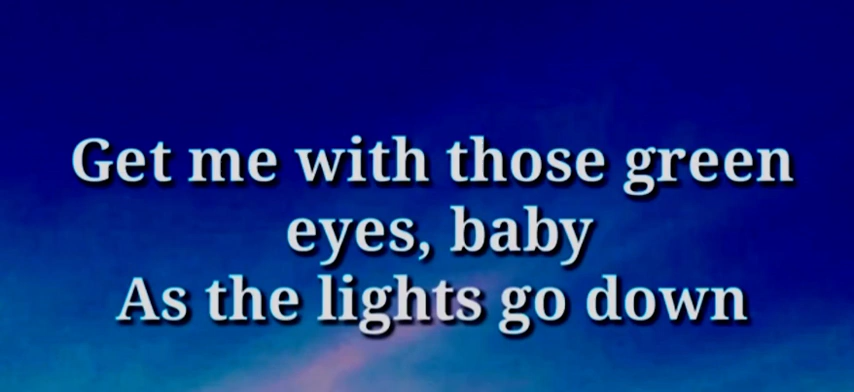 Get me with those green
eyes, baby
As the lights go down